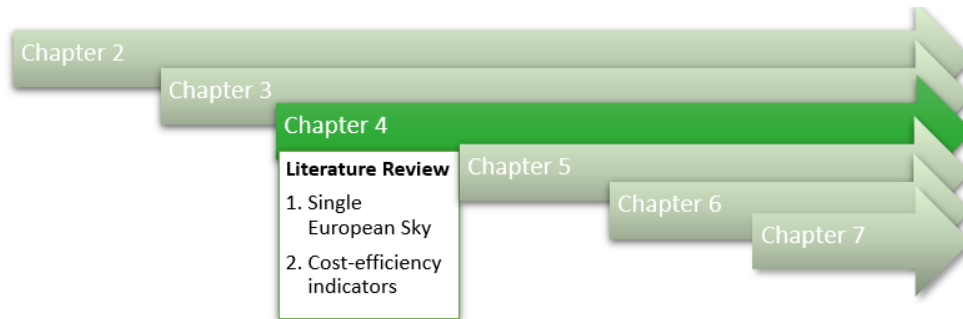 Chapter 2
Chapter 3
Chapter 4
Literature Review
1. Single
European Sky
2. Cost-efficiency
indicators
Chapter 5
Chapter 6
Chapter 7